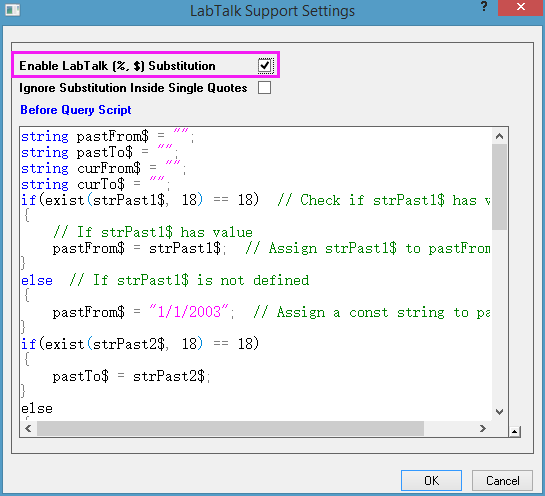 LabTalk Support Settings
?
Enable LabTalk (%, $) Substitution
Ignore Substitution Inside Single Quotes
Before Query Script
string pastFrom$ = "";
string pastTo$ = "";
string curFrom$ = "";
string curTo$ = "";
if(exist(strPast1$, 18) == 18)  // Check if strPast1$ has v
{
    // If strPast1$ has value
    pastFrom$ = strPast1$;  // Assign strPast1$ to pastFrom
}
else  // If strPast1$ is not defined
{
    pastFrom$ = "1/1/2003";  // Assign a const string to pa
}
if(exist(strPast2$, 18) == 18)
{
    pastTo$ = strPast2$;
}
else
{
OK
Cancel